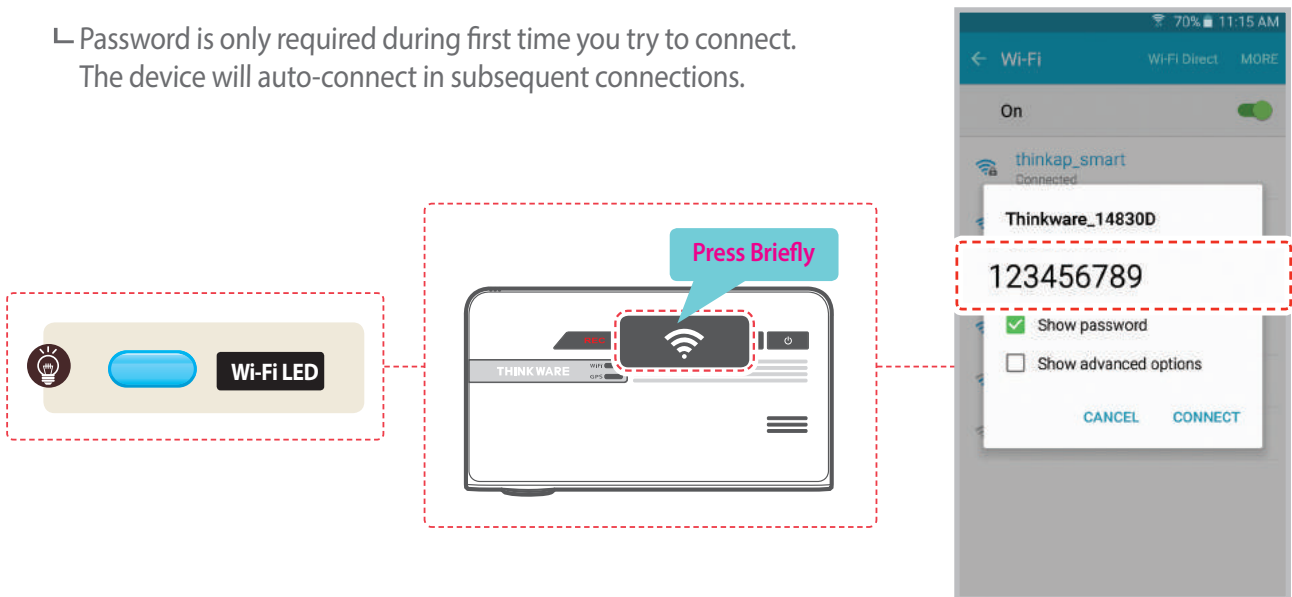 Password is only required during first time you try to connect.
The device will auto-connect in subsequent connections.
70% 11:15 AM
Wi-Fi Wi-Fi Direct MORE
On
thinkap_smart
Connected
Thinkware_14830D
123456789
Show password
Show advanced options
CANCEL CONNECT
Press Briefly
THINKWARE
WIFI
GPS
Wi-Fi LED